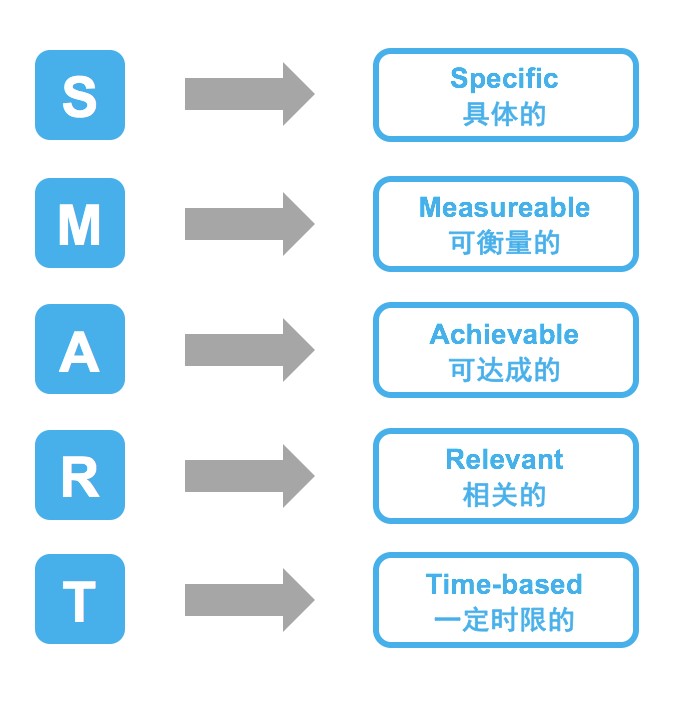 S
Specific
具体的
M
Measureable
可衡量的
A
Achievable
可达成的
R
Relevant
相关的
T
Time-based
一定时限的